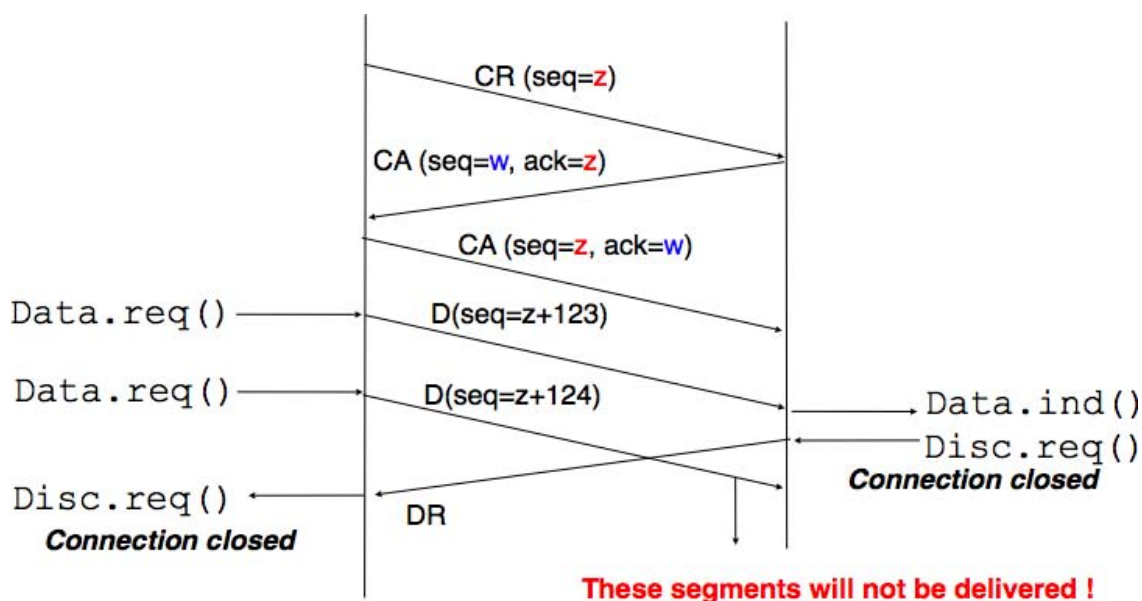 CR (seq=z)
CA (seq=w, ack=z)
CA (seq=z, ack=w)
Data.req()
D(seq=z+123)
Data.req()
D(seq=z+124)
Data.ind()
Disc.req()
Connection closed
Disc.req()
DR
Connection closed
These segments will not be delivered !